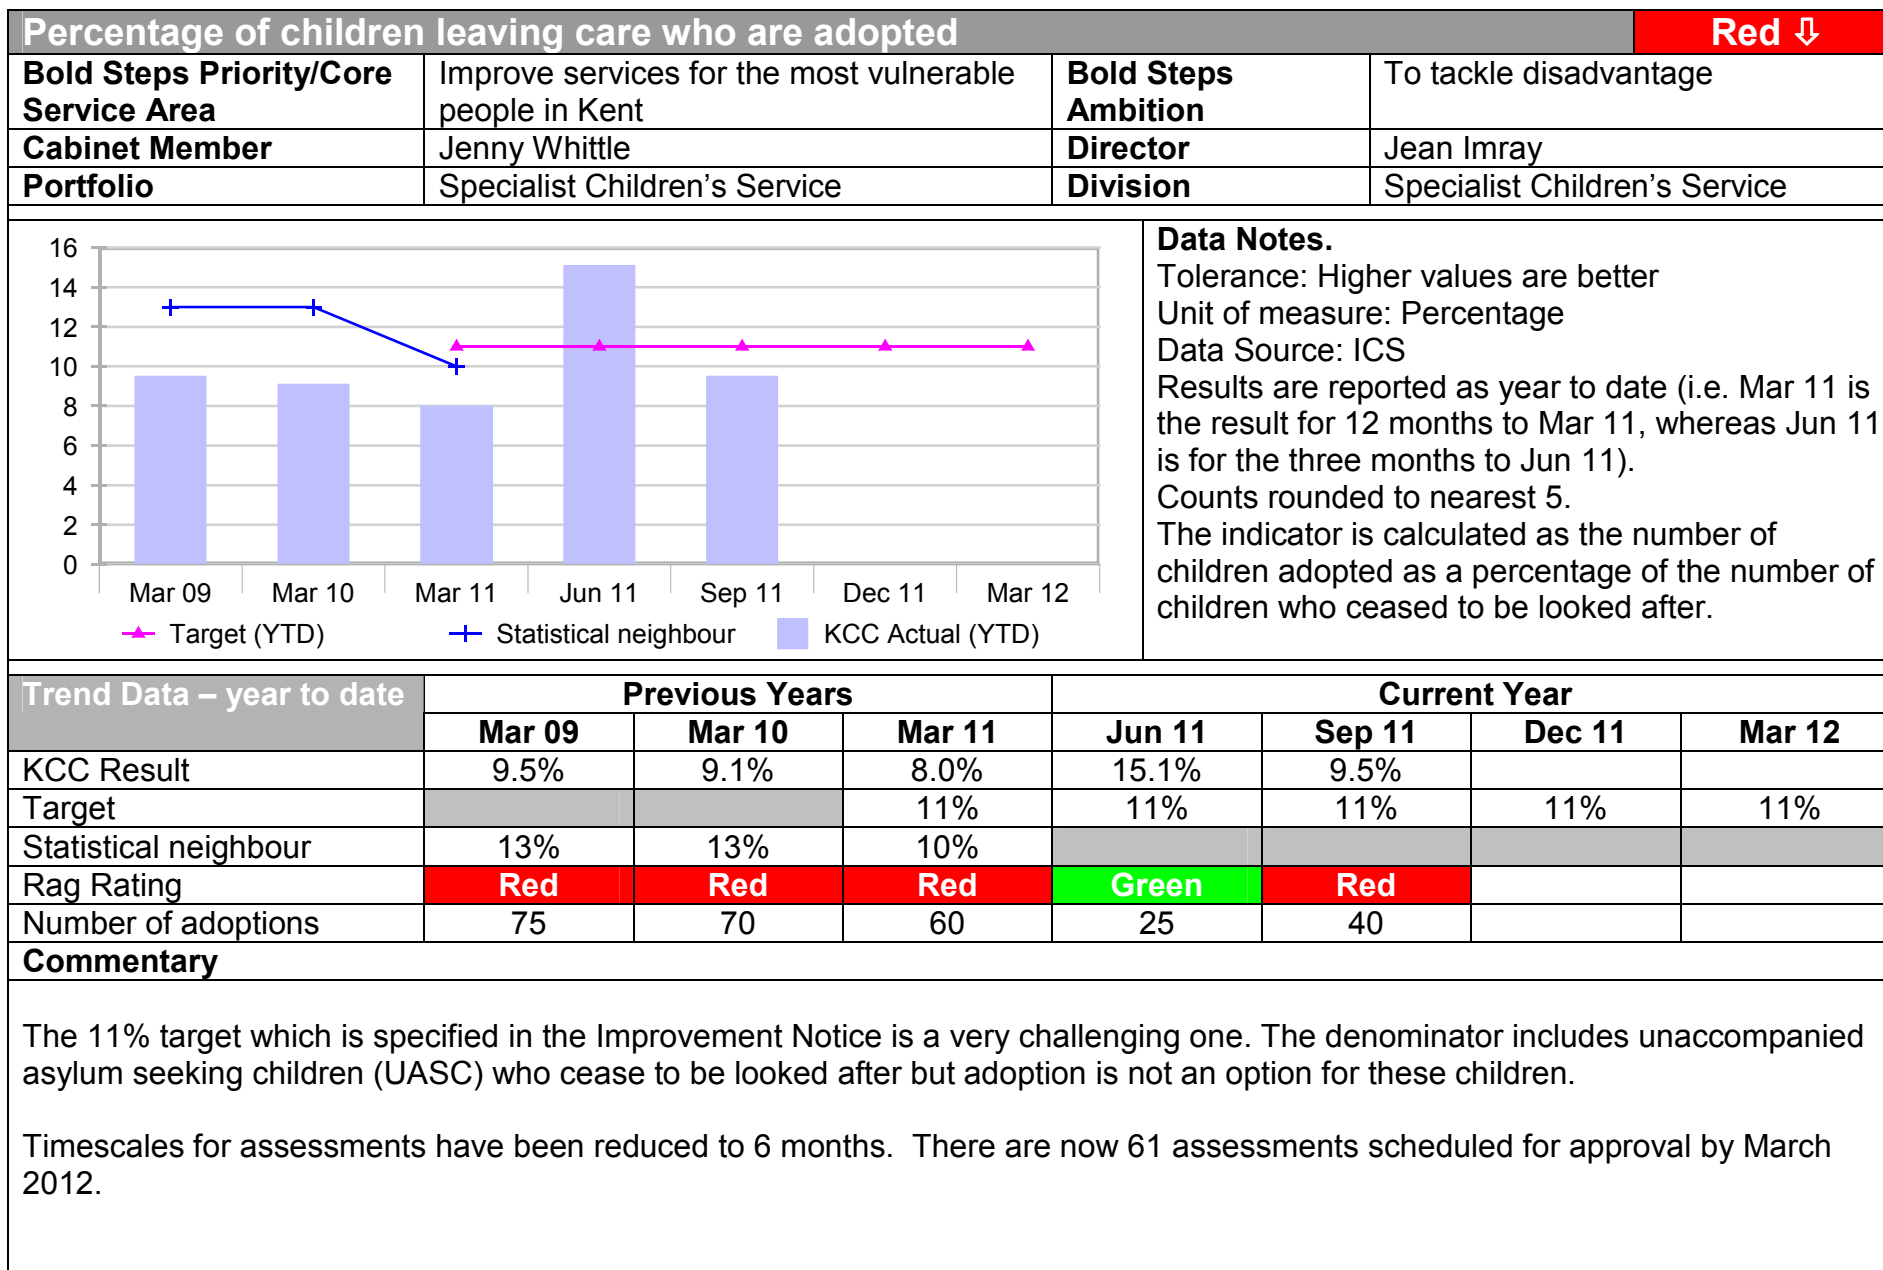 Percentage of children leaving care who are adopted Red ⇩
Bold Steps Priority/Core Improve services for the most vulnerable Bold Steps To tackle disadvantage
Service Area people in Kent Ambition
Cabinet Member Jenny Whittle Director Jean Imray
Portfolio Specialist Children's Service Division Specialist Children's Service
16
14
12
10
8
6
4
2
0
Mar 09 Mar 10 Mar 11 Jun 11 Sep 11 Dec 11 Mar 12
Target (YTD) Statistical neighbour KCC Actual (YTD)
Data Notes.
Tolerance: Higher values are better
Unit of measure: Percentage
Data Source: ICS
Results are reported as year to date (i.e. Mar 11 is
the result for 12 months to Mar 11, whereas Jun 11
is for the three months to Jun 11).
Counts rounded to nearest 5.
The indicator is calculated as the number of
children adopted as a percentage of the number of
children who ceased to be looked after.
Trend Data – year to date Previous Years Current Year
Mar 09 Mar 10 Mar 11 Jun 11 Sep 11 Dec 11 Mar 12
KCC Result 9.5% 9.1% 8.0% 15.1% 9.5%
Target 11% 11% 11% 11% 11%
Statistical neighbour 13% 13% 10%
Rag Rating Red Red Red Green Red
Number of adoptions 75 70 60 25 40
Commentary
The 11% target which is specified in the Improvement Notice is a very challenging one. The denominator includes unaccompanied
asylum seeking children (UASC) who cease to be looked after but adoption is not an option for these children.
Timescales for assessments have been reduced to 6 months. There are now 61 assessments scheduled for approval by March
2012.